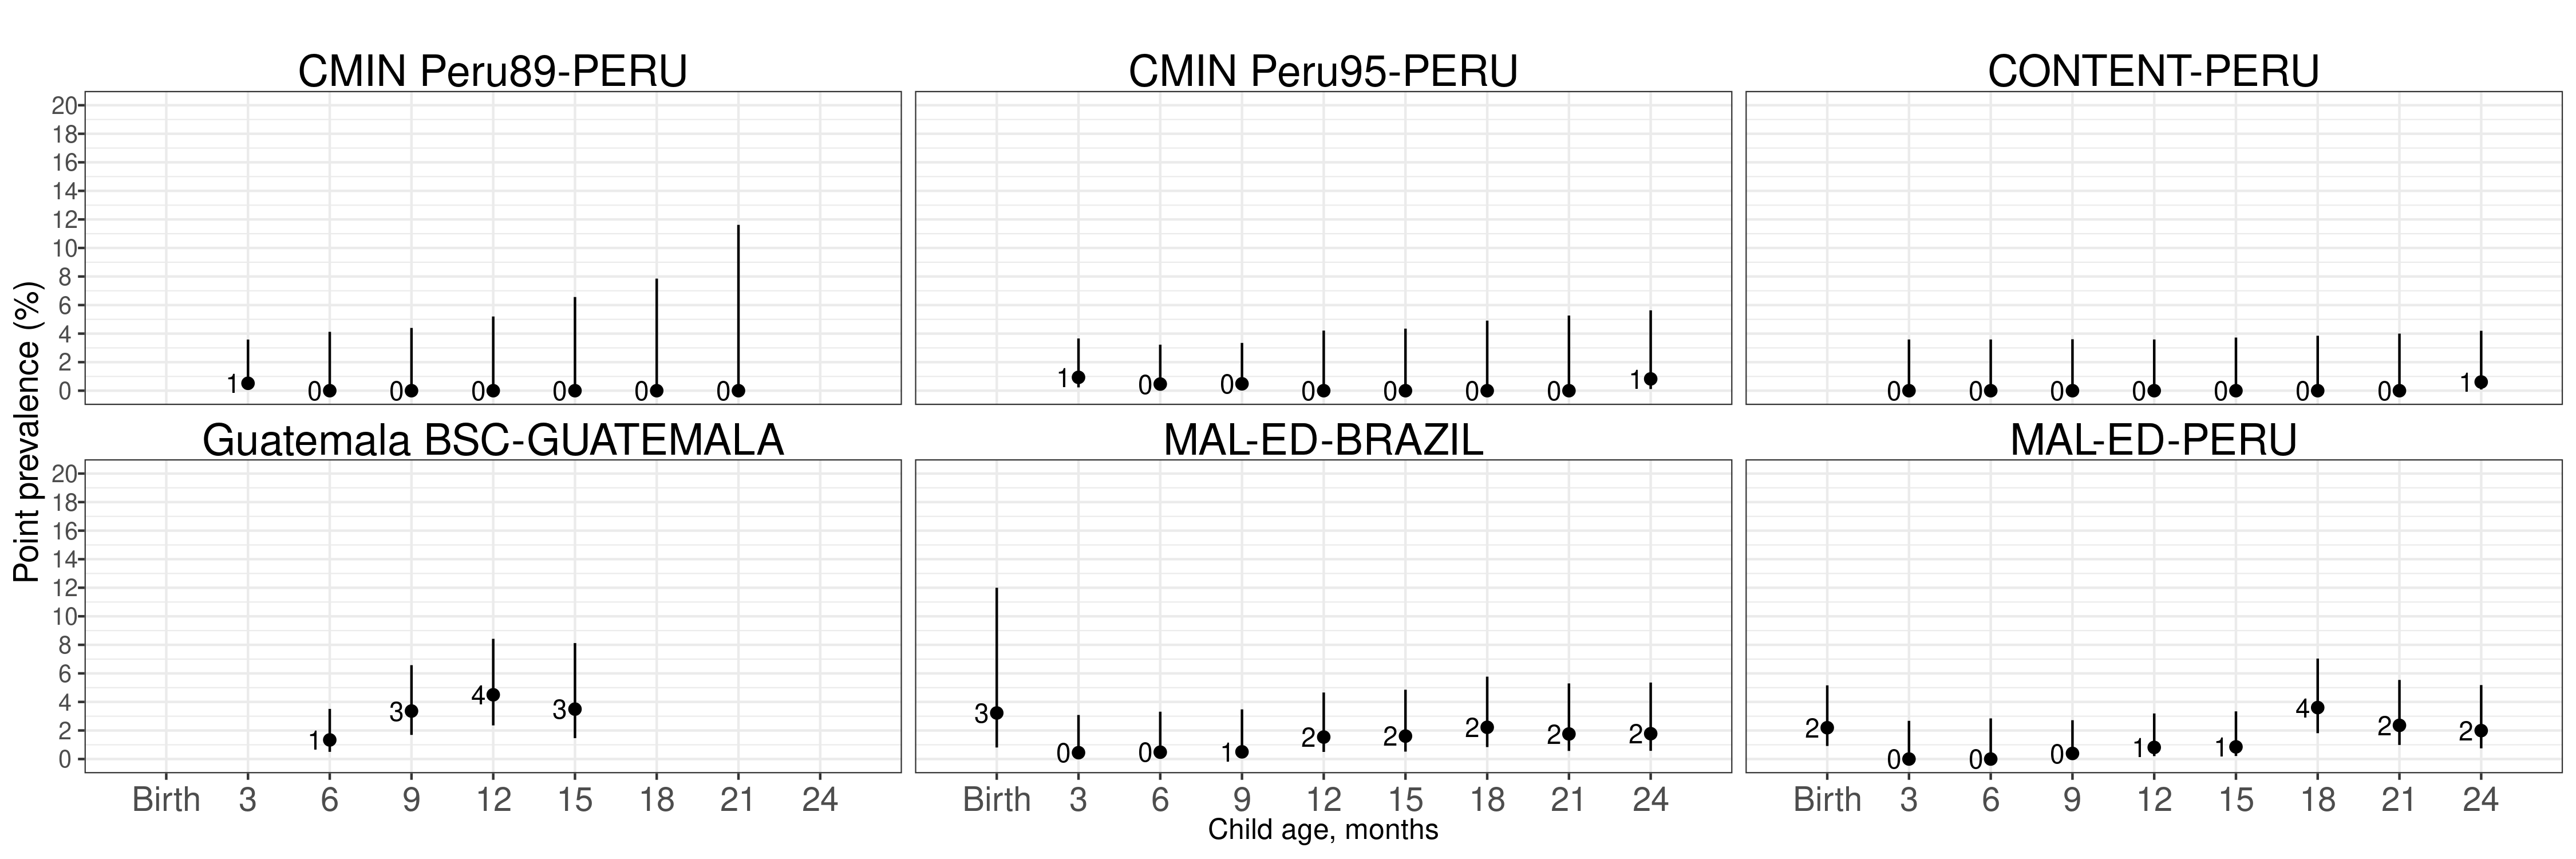 CMIN Peru89-PERU CMIN Peru95-PERU CONTENT-PERU
20
18
16
14
12
10
8
6
4
2
0
1 0 0 0 0 0 0
1 0 0 0 0 0 0 1
0 0 0 0 0 0 0 1
Point prevalence (%)
Guatemala BSC-GUATEMALA MAL-ED-BRAZIL MAL-ED-PERU
20
18
16
14
12
10
8
6
4
2
0
1 3 4 3
3 0 0 1 2 2 2 2 2
2 0 0 0 1 1 4 2 2
Birth 3 6 9 12 15 18 21 24 Birth 3 6 9 12 15 18 21 24 Birth 3 6 9 12 15 18 21 24
Child age, months